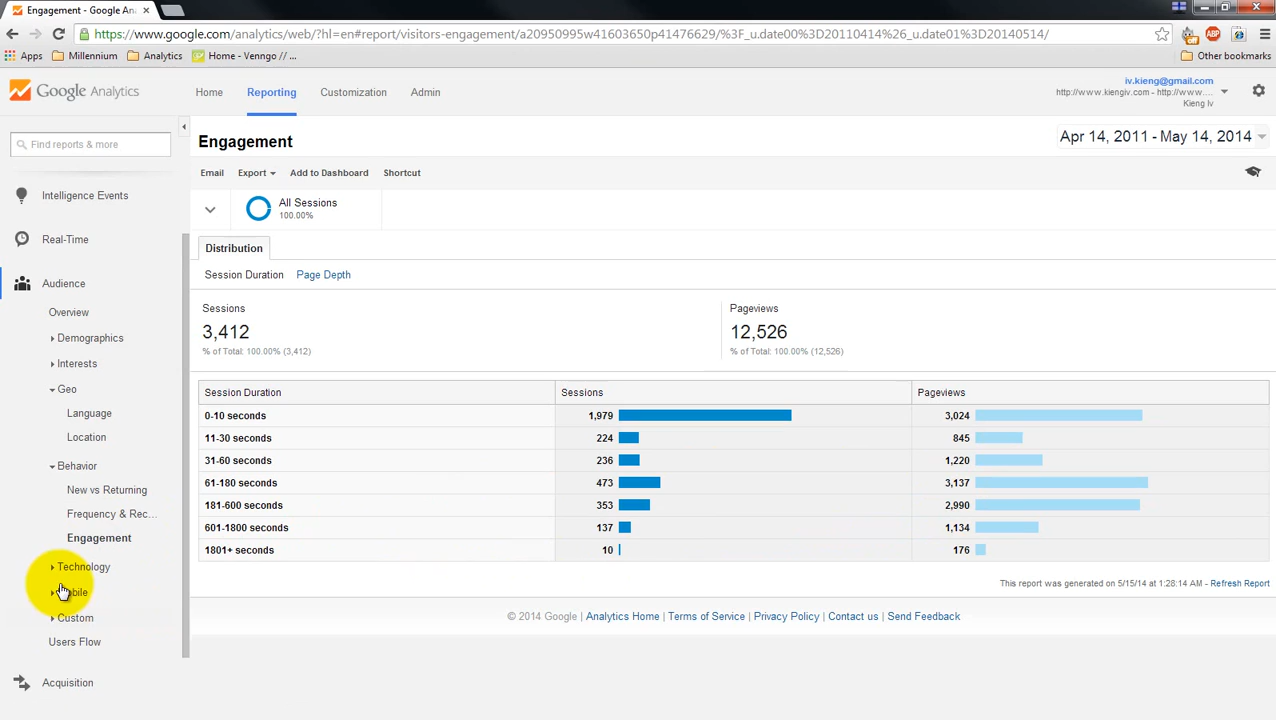 Engagement - Google Ana
https://www.google.com/analytics/web/?hl=en#report/visitors-engagement/a20950995w41603650p41476629/%3F_u.date00%3D20110414%26_u.date01%3D20140514/
Apps Millennium Analytics Home - Venngo // ... Other bookmarks
Google Analytics
Home Reporting Customization Admin
iv.kieng@gmail.com
http://www.kiengiv.com - http://www....
Kieng Iv
Find reports & more
Intelligence Events
Real-Time
Audience
Overview
Demographics
Interests
Geo
Language
Location
Behavior
New vs Returning
Frequency & Rec...
Engagement
Technology
Custom
Users Flow
Acquisition
Engagement
Apr 14, 2011 - May 14, 2014
Email Export Add to Dashboard Shortcut
All Sessions
100.00%
Distribution
Session Duration Page Depth
Sessions Pageviews
3,412 12,526
% of Total: 100.00% (3,412) % of Total: 100.00% (12,526)
Session Duration Sessions Pageviews
0-10 seconds 1,979 3,024
11-30 seconds 224 845
31-60 seconds 236 1,220
61-180 seconds 473 3,137
181-600 seconds 353 2,990
601-1800 seconds 137 1,134
1801+ seconds 10 176
This report was generated on 5/15/14 at 1:28:14 AM - Refresh Report
© 2014 Google | Analytics Home | Terms of Service | Privacy Policy | Contact us | Send Feedback